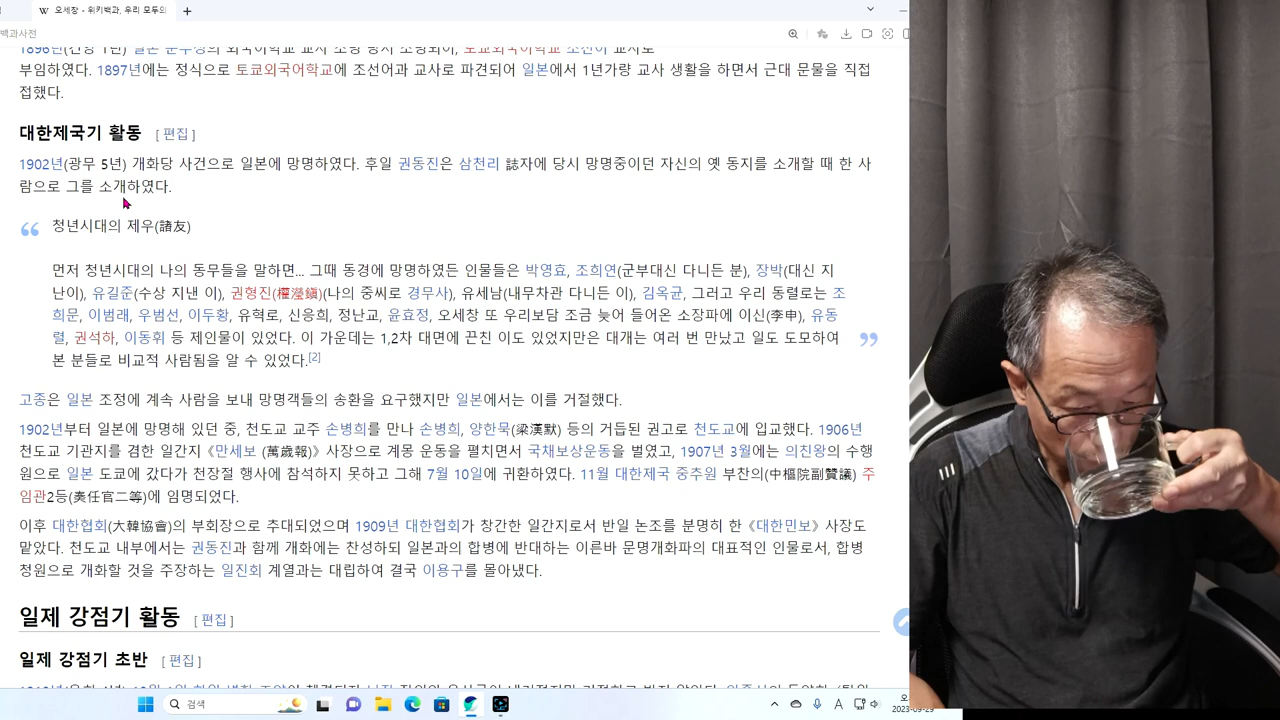 오세창 - 위키백과, 우리 모두의
백과사전
부임하였다. 1897년에는 정식으로 토쿄외국어학교에 조선어과 교사로 파견되어 일본에서 1년가량 교사 생활을 하면서 근대 문물을 직접
접했다.
대한제국기 활동 [ 편집 ]
1902년(광무 5년) 개화당 사건으로 일본에 망명하였다. 후일 권동진은 삼천리 誌자에 당시 망명중이던 자신의 옛 동지를 소개할 때 한 사
람으로 그를 소개하였다.
청년시대의 제우(諸友)
먼저 청년시대의 나의 동무들을 말하면... 그때 동경에 망명하였든 인물들은 박영효, 조희연(군부대신 다니든 분), 장박(대신 지
난이), 유길준(수상 지낸 이), 권형진(權瀅鎭)(나의 중씨로 경무사), 유세남(내무차관 다니든 이), 김옥균, 그러고 우리 동렬로는 조
희문, 이범래, 우범선, 이두황, 유혁로, 신응희, 정난교, 윤효정, 오세창 또 우리보담 조금 늦어 들어온 소장파에 이신(李申), 유동
렬, 권석하, 이동휘 등 제인물이 있었다. 이 가운데는 1,2차 대면에 끈친 이도 있었지만은 대개는 여러 번 만났고 일도 도모하여
본 분들로 비교적 사람됨을 알 수 있었다.[2]
고종은 일본 조정에 계속 사람을 보내 망명객들의 송환을 요구했지만 일본에서는 이를 거절했다.
1902년부터 일본에 망명해 있던 중, 천도교 교주 손병희를 만나 손병희, 양한묵(梁漢默) 등의 거듭된 권고로 천도교에 입교했다. 1906년
천도교 기관지를 겸한 일간지 《만세보 (萬歲報)》 사장으로 계몽 운동을 펼치면서 국채보상운동을 벌였고, 1907년 3월에는 의친왕의 수행
원으로 일본 도쿄에 갔다가 천장절 행사에 참석하지 못하고 그해 7월 10일에 귀환하였다. 11월 대한제국 중추원 부찬의(中樞院副贊議) 주
임관2등(奏任官二等)에 임명되었다.
이후 대한협회(大韓協會)의 부회장으로 추대되었으며 1909년 대한협회가 창간한 일간지로서 반일 논조를 분명히 한 《대한민보》 사장도
맡았다. 천도교 내부에서는 권동진과 함께 개화에는 찬성하되 일본과의 합병에 반대하는 이른바 문명개화파의 대표적인 인물로서, 합병
청원으로 개화할 것을 주장하는 일진회 계열과는 대립하여 결국 이용구를 몰아냈다.
일제 강점기 활동 [ 편집 ]
일제 강점기 초반 [ 편집 ]
검색
A
2023-09-29